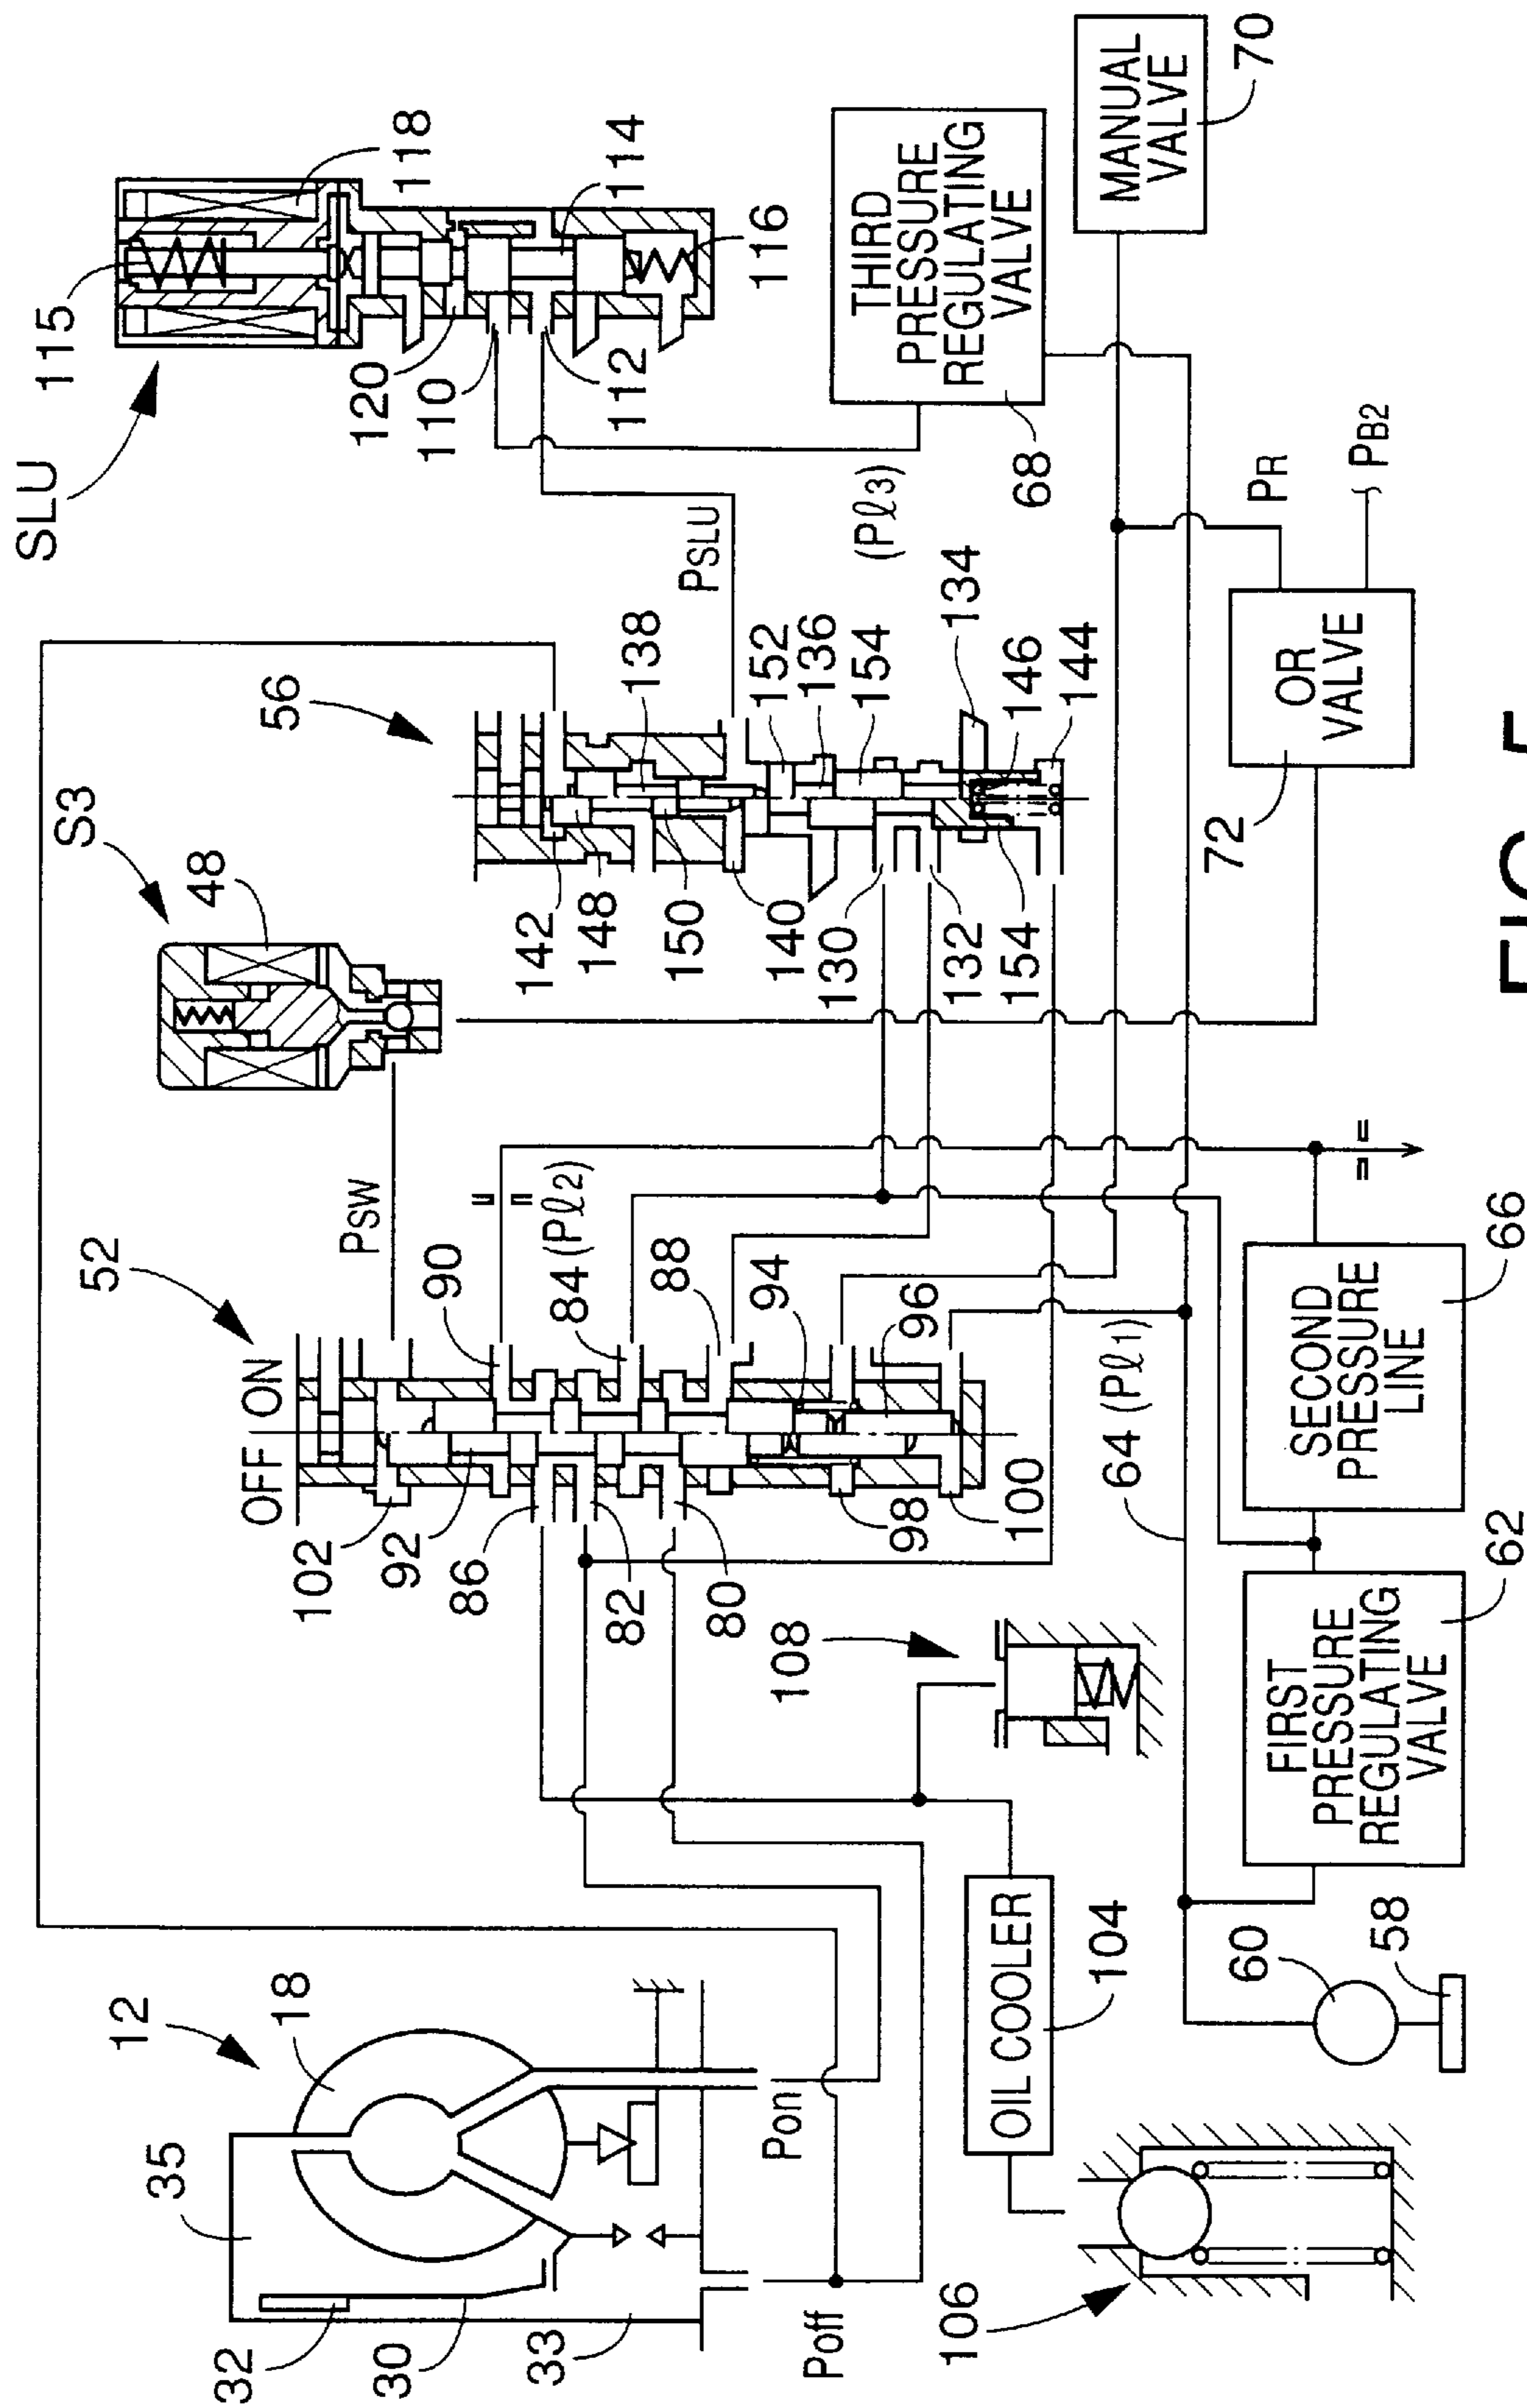 SLU
115
118
120
110
112
114
116
THIRD
PRESSURE
REGULATING
VALVE
68
MANUAL
VALVE
70
PSLU
(Pℓ3)
56
138
152
136
154
134
146
144
142
148
150
140
130
132
154
PR
PB2
OR
VALVE
72
S3
48
PSW
52
OFF
ON
90
84 (Pℓ2)
88
94
96
102
92
86
82
80
98
100
64 (Pℓ1)
SECOND
PRESSURE
LINE
66
FIRST
PRESSURE
REGULATING
VALVE
62
108
12
18
35
32
30
33
Pon
Poff
OIL COOLER
104
106
60
58